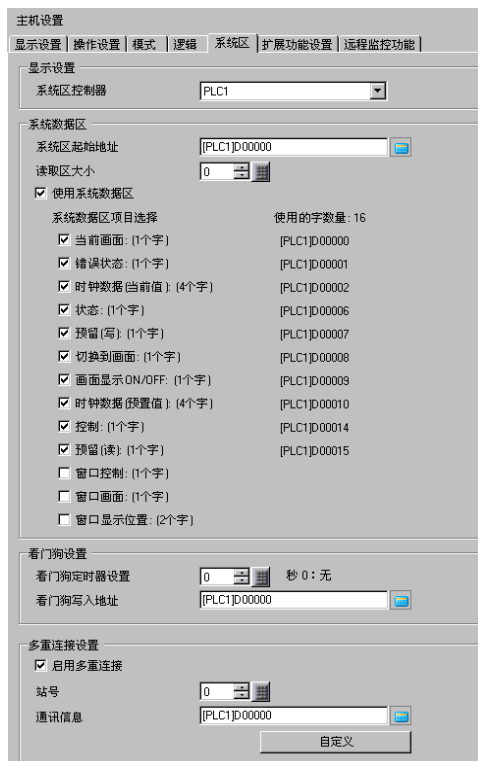 主机设置
显示设置 操作设置 模式 逻辑 系统区 扩展功能设置 远程监控功能
显示设置
系统区控制器 PLC1
系统数据区
系统区起始地址 [PLC1]D00000
读取区大小 0
使用系统数据区
系统数据区项目选择 使用的字数量: 16
当前画面: (1个字) [PLC1]D00000
错误状态: (1个字) [PLC1]D00001
时钟数据(当前值): (4个字) [PLC1]D00002
状态: (1个字) [PLC1]D00006
预留(写): (1个字) [PLC1]D00007
切换到画面: (1个字) [PLC1]D00008
画面显示ON/OFF: (1个字) [PLC1]D00009
时钟数据(预置值): (4个字) [PLC1]D00010
控制: (1个字) [PLC1]D00014
预留(读): (1个字) [PLC1]D00015
窗口控制: (1个字)
窗口画面: (1个字)
窗口显示位置: (2个字)
看门狗设置
看门狗定时器设置 0 秒 0：无
看门狗写入地址 [PLC1]D00000
多重连接设置
启用多重连接
站号 0
通讯信息 [PLC1]D00000
自定义